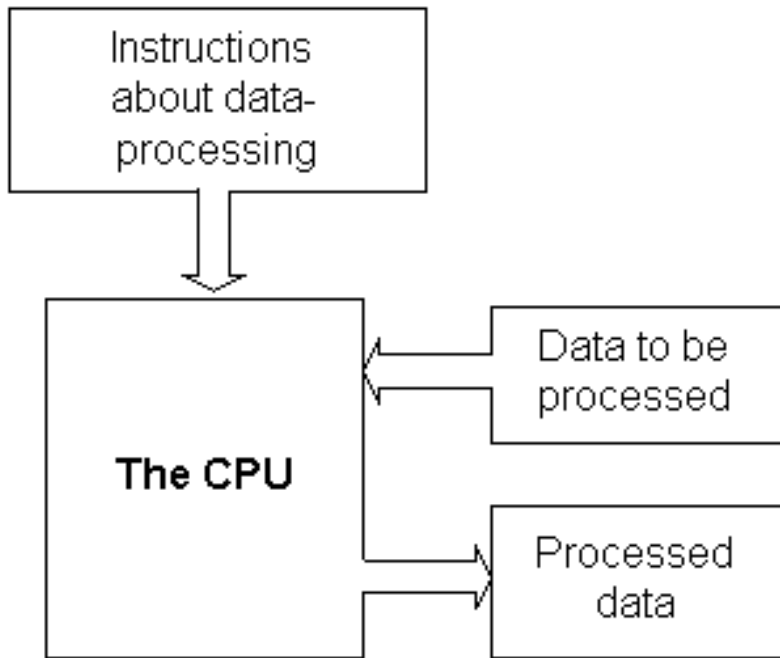 Instructions
about data-
processing
Data to be
processed
The CPU
Processed
data